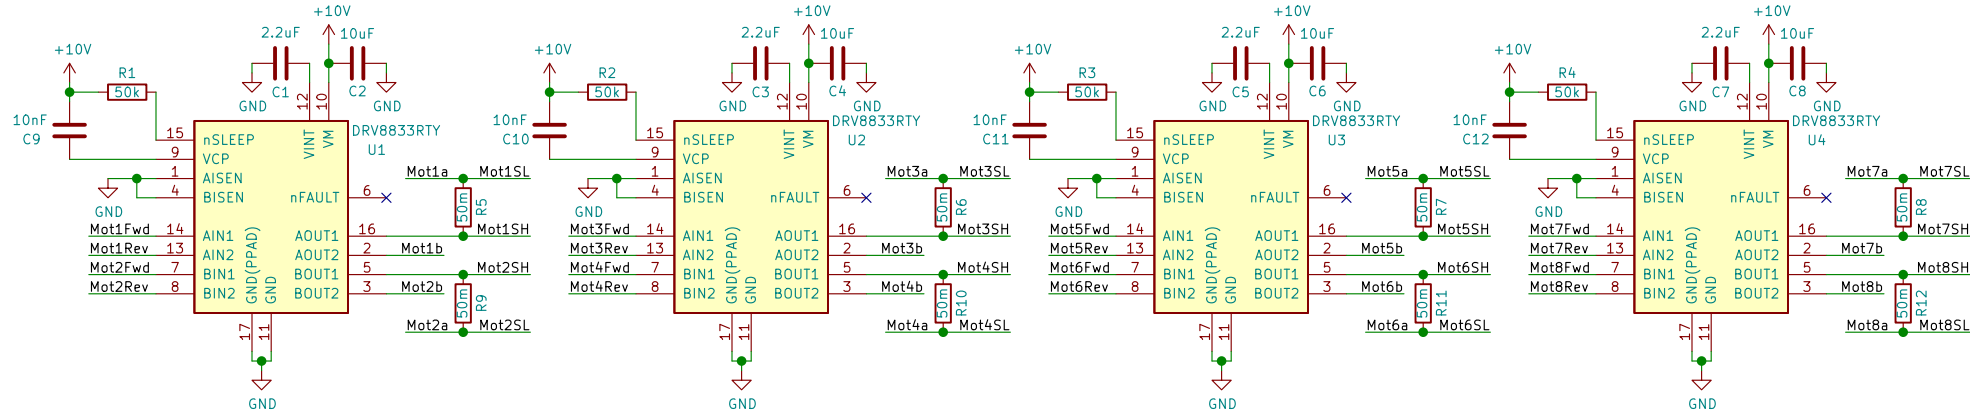 +10V
+10V
R1
50k
10nF
C9
2.2uF
C1
GND
10uF
C2
GND
12
10
DRV8833RTY
U1
15 nSLEEP
9 VCP
1 AISEN
4 BISEN
14 AIN1
13 AIN2
7 BIN1
8 BIN2
VINT
VM
nFAULT 6
AOUT1 16
AOUT2 2
BOUT1 5
BOUT2 3
GND(PPAD)
GND
17
11
GND
GND
Mot1Fwd
Mot1Rev
Mot2Fwd
Mot2Rev
Mot1a Mot1SL
50m
R5
Mot1SH
Mot1b
Mot2SH
Mot2b
50m
R9
Mot2a Mot2SL
+10V
+10V
R2
50k
10nF
C10
2.2uF
C3
GND
10uF
C4
GND
12
10
DRV8833RTY
U2
15 nSLEEP
9 VCP
1 AISEN
4 BISEN
14 AIN1
13 AIN2
7 BIN1
8 BIN2
VINT
VM
nFAULT 6
AOUT1 16
AOUT2 2
BOUT1 5
BOUT2 3
GND(PPAD)
GND
17
11
GND
GND
Mot3Fwd
Mot3Rev
Mot4Fwd
Mot4Rev
Mot3a Mot3SL
50m
R6
Mot3SH
Mot3b
Mot4SH
Mot4b
50m
R10
Mot4a Mot4SL
+10V
+10V
R3
50k
10nF
C11
2.2uF
C5
GND
10uF
C6
GND
12
10
DRV8833RTY
U3
15 nSLEEP
9 VCP
1 AISEN
4 BISEN
14 AIN1
13 AIN2
7 BIN1
8 BIN2
VINT
VM
nFAULT 6
AOUT1 16
AOUT2 2
BOUT1 5
BOUT2 3
GND(PPAD)
GND
17
11
GND
GND
Mot5Fwd
Mot5Rev
Mot6Fwd
Mot6Rev
Mot5a Mot5SL
50m
R7
Mot5SH
Mot5b
Mot6SH
Mot6b
50m
R11
Mot6a Mot6SL
+10V
+10V
R4
50k
10nF
C12
2.2uF
C7
GND
10uF
C8
GND
12
10
DRV8833RTY
U4
15 nSLEEP
9 VCP
1 AISEN
4 BISEN
14 AIN1
13 AIN2
7 BIN1
8 BIN2
VINT
VM
nFAULT 6
AOUT1 16
AOUT2 2
BOUT1 5
BOUT2 3
GND(PPAD)
GND
17
11
GND
GND
Mot7Fwd
Mot7Rev
Mot8Fwd
Mot8Rev
Mot7a Mot7SL
50m
R8
Mot7SH
Mot7b
Mot8SH
Mot8b
50m
R12
Mot8a Mot8SL